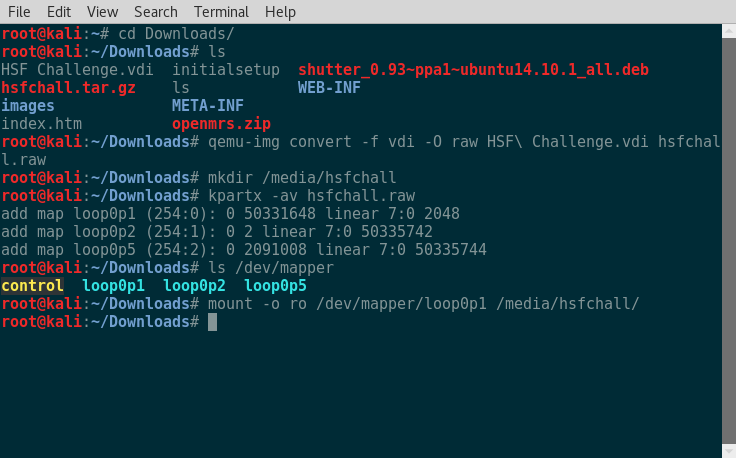 File Edit View Search Terminal Help
root@kali:~# cd Downloads/
root@kali:~/Downloads# ls
HSF Challenge.vdi  initialsetup  shutter_0.93~ppa1~ubuntu14.10.1_all.deb
hsfchall.tar.gz    ls            WEB-INF
images             META-INF
index.htm          openmrs.zip
root@kali:~/Downloads# qemu-img convert -f vdi -O raw HSF\ Challenge.vdi hsfchal
l.raw
root@kali:~/Downloads# mkdir /media/hsfchall
root@kali:~/Downloads# kpartx -av hsfchall.raw
add map loop0p1 (254:0): 0 50331648 linear 7:0 2048
add map loop0p2 (254:1): 0 2 linear 7:0 50335742
add map loop0p5 (254:2): 0 2091008 linear 7:0 50335744
root@kali:~/Downloads# ls /dev/mapper
control  loop0p1  loop0p2  loop0p5
root@kali:~/Downloads# mount -o ro /dev/mapper/loop0p1 /media/hsfchall/
root@kali:~/Downloads#